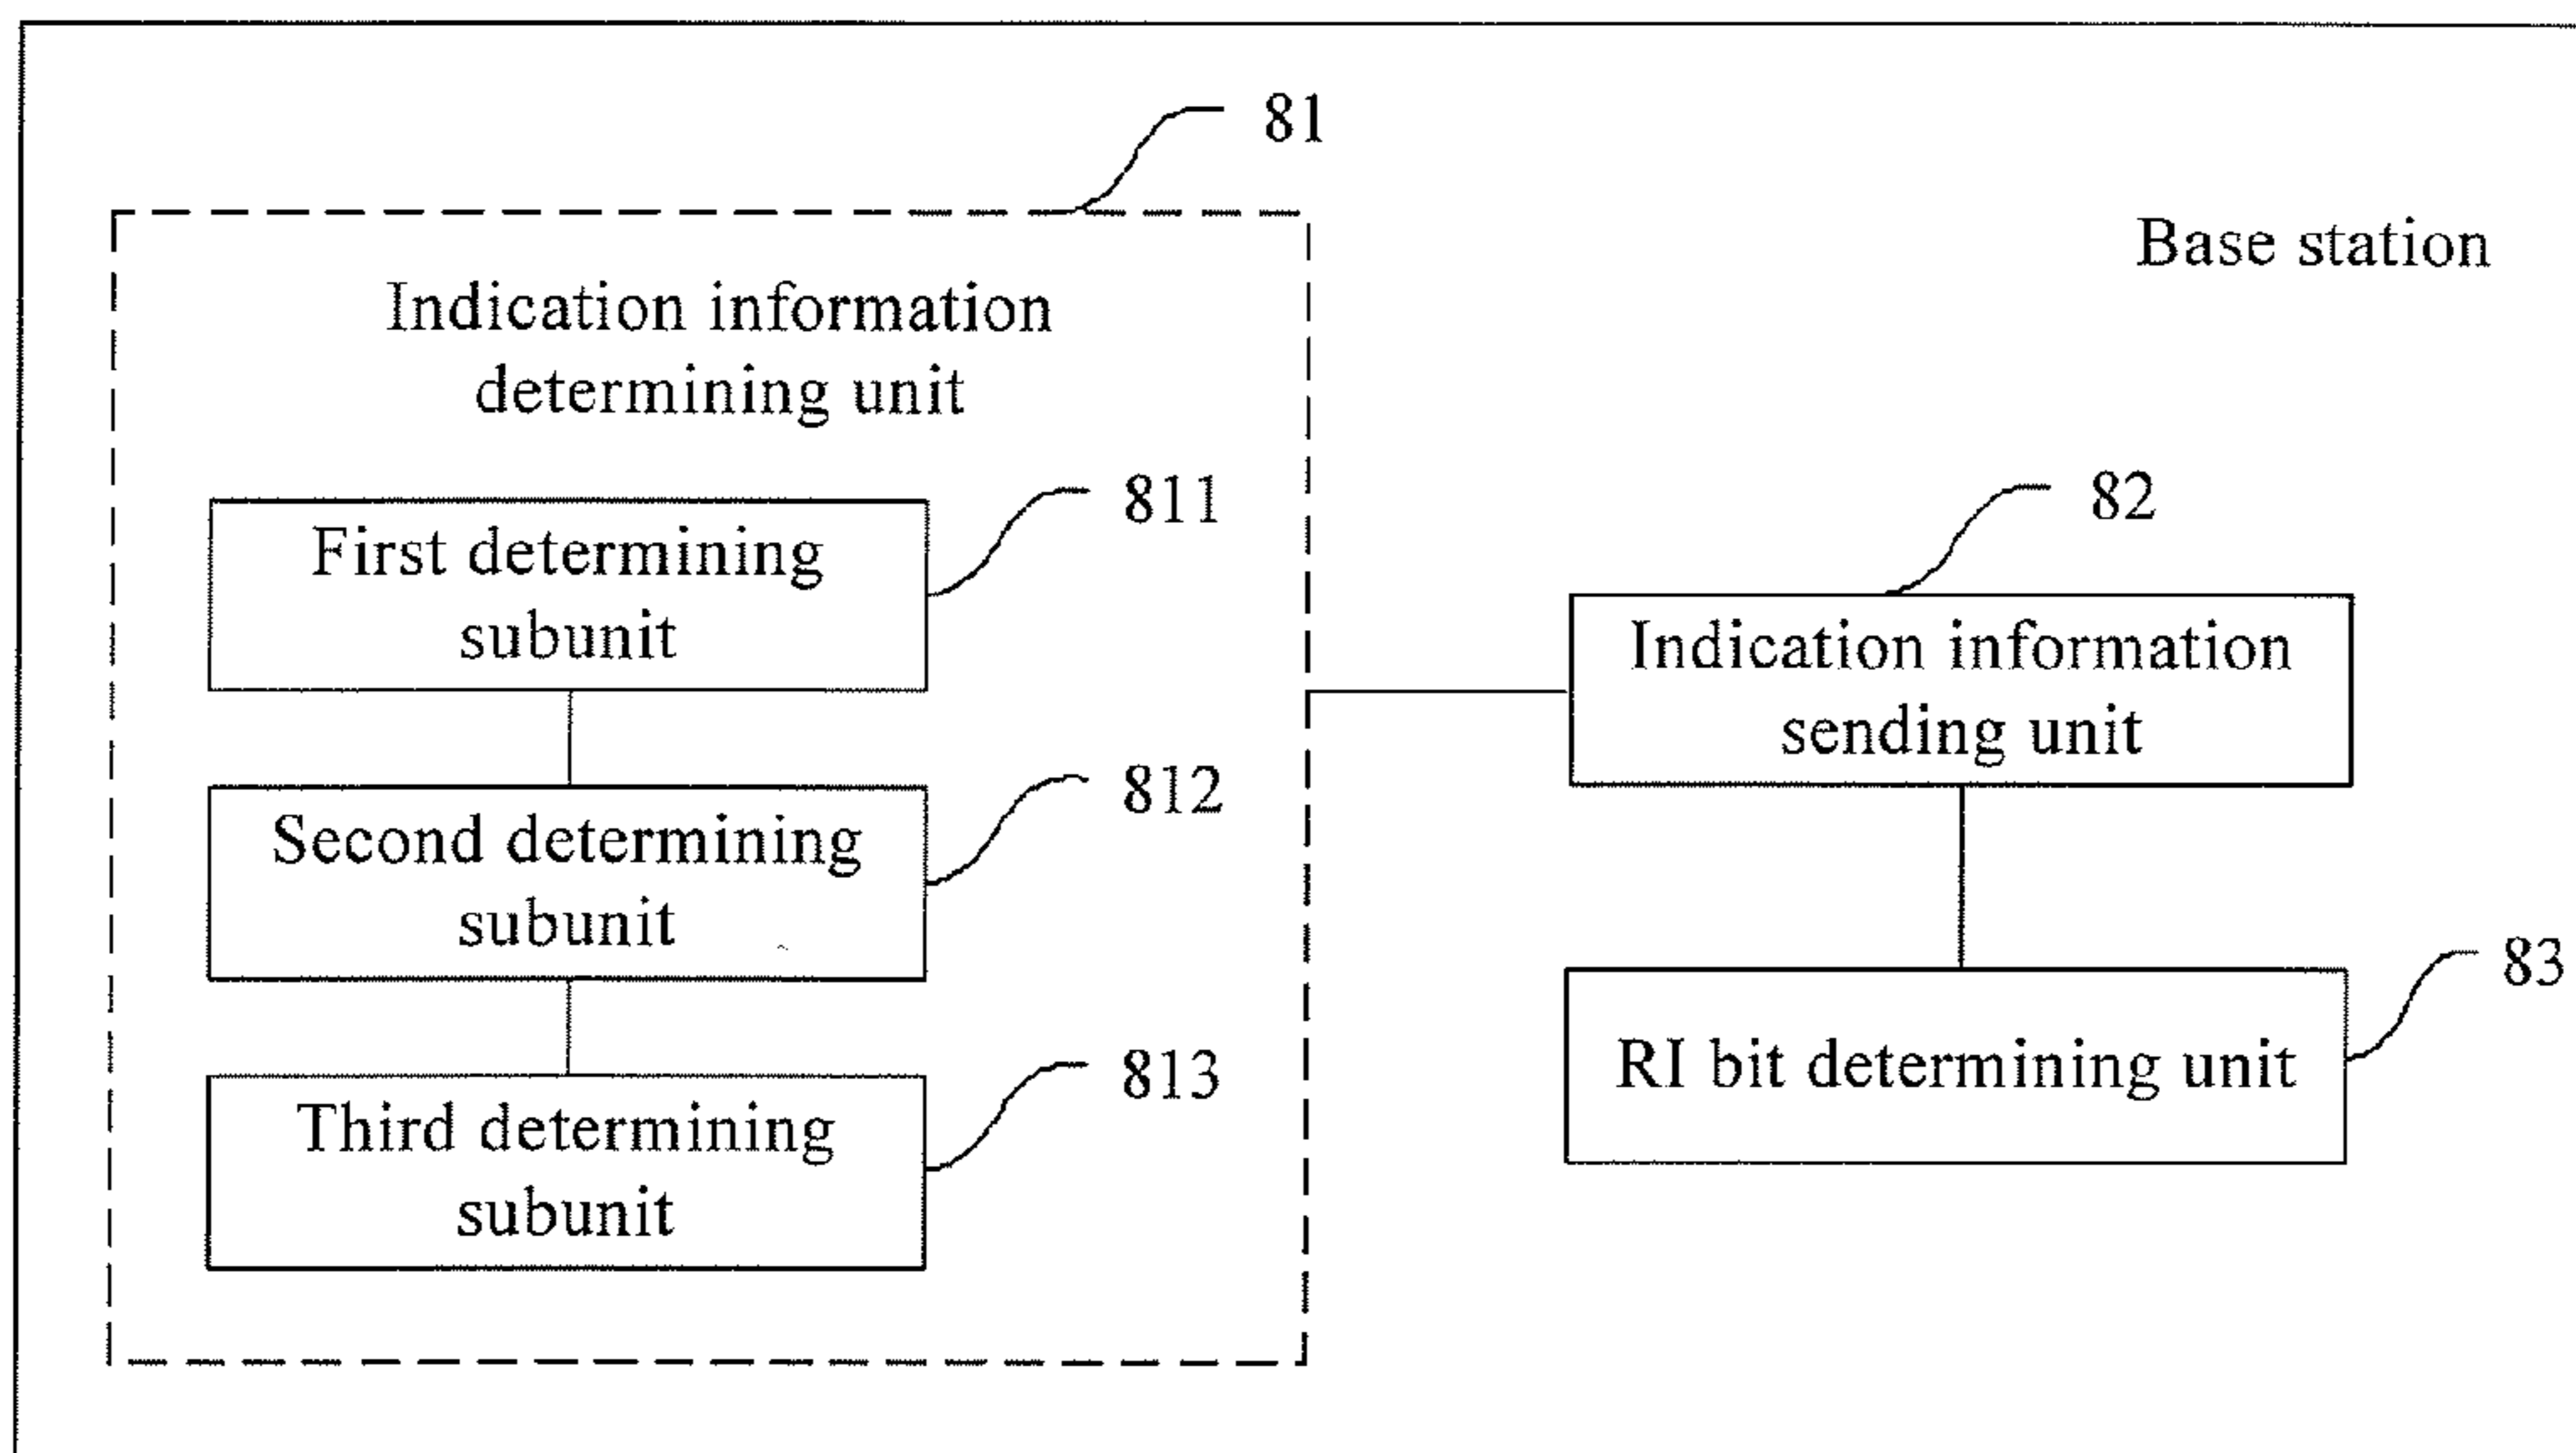 81
Base station
Indication information
determining unit
811
First determining
subunit
82
Indication information
sending unit
812
Second determining
subunit
83
RI bit determining unit
813
Third determining
subunit